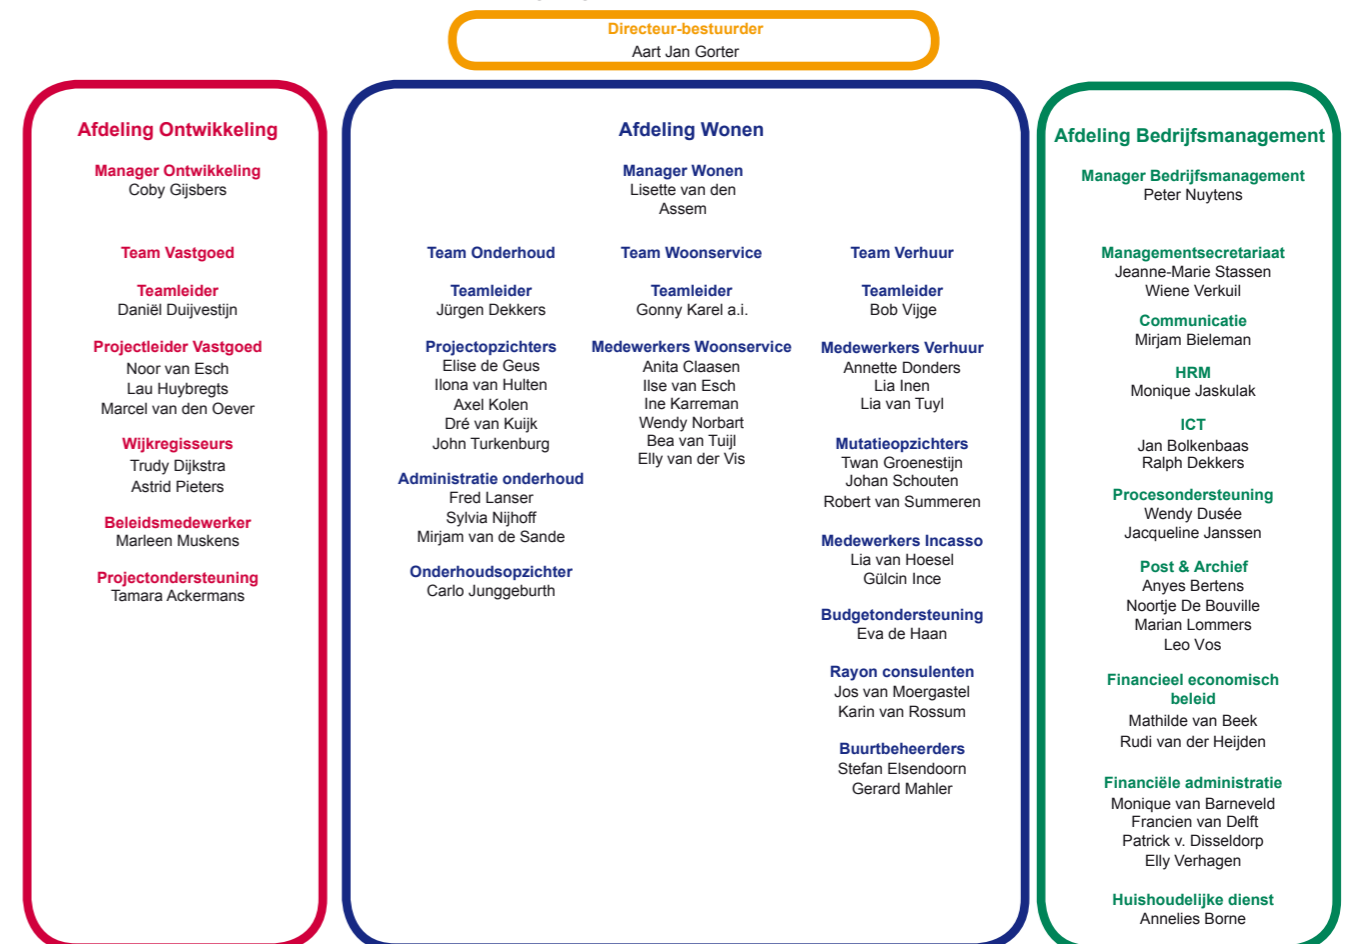 Directeur-bestuurder
Aart Jan Gorter
Afdeling Ontwikkeling
Manager Ontwikkeling
Coby Gijsbers
Team Vastgoed
Teamleider
Daniël Duijvestijn
Projectleider Vastgoed
Noor van Esch
Lau Huybregts
Marcel van den Oever
Wijkregisseurs
Trudy Dijkstra
Astrid Pieters
Beleidsmedewerker
Marleen Muskens
Projectondersteuning
Tamara Ackermans
Afdeling Wonen
Manager Wonen
Lisette van den
Assem
Team Onderhoud
Teamleider
Jürgen Dekkers
Projectopzichters
Elise de Geus
Ilona van Hulten
Axel Kolen
Dré van Kuijk
John Turkenburg
Administratie onderhoud
Fred Lanser
Sylvia Nijhoff
Mirjam van de Sande
Onderhoudsopzichter
Carlo Junggeburth
Team Woonservice
Teamleider
Gonny Karel a.i.
Medewerkers Woonservice
Anita Claasen
Ilse van Esch
Ine Karreman
Wendy Norbart
Bea van Tuijl
Elly van der Vis
Team Verhuur
Teamleider
Bob Vijge
Medewerkers Verhuur
Annette Donders
Lia Inen
Lia van Tuyl
Mutatieopzichters
Twan Groenestijn
Johan Schouten
Robert van Summeren
Medewerkers Incasso
Lia van Hoesel
Gülcin Ince
Budgetondersteuning
Eva de Haan
Rayon consulenten
Jos van Moergastel
Karin van Rossum
Buurtbeheerders
Stefan Elsendoorn
Gerard Mahler
Afdeling Bedrijfsmanagement
Manager Bedrijfsmanagement
Peter Nuytens
Managementsecretariaat
Jeanne-Marie Stassen
Wiene Verkuil
Communicatie
Mirjam Bieleman
HRM
Monique Jaskulak
ICT
Jan Bolkenbaas
Ralph Dekkers
Procesondersteuning
Wendy Dusée
Jacqueline Janssen
Post & Archief
Anyes Bertens
Noortje De Bouville
Marian Lommers
Leo Vos
Financieel economisch
beleid
Mathilde van Beek
Rudi van der Heijden
Financiële administratie
Monique van Barneveld
Francien van Delft
Patrick v. Disseldorp
Elly Verhagen
Huishoudelijke dienst
Annelies Borne